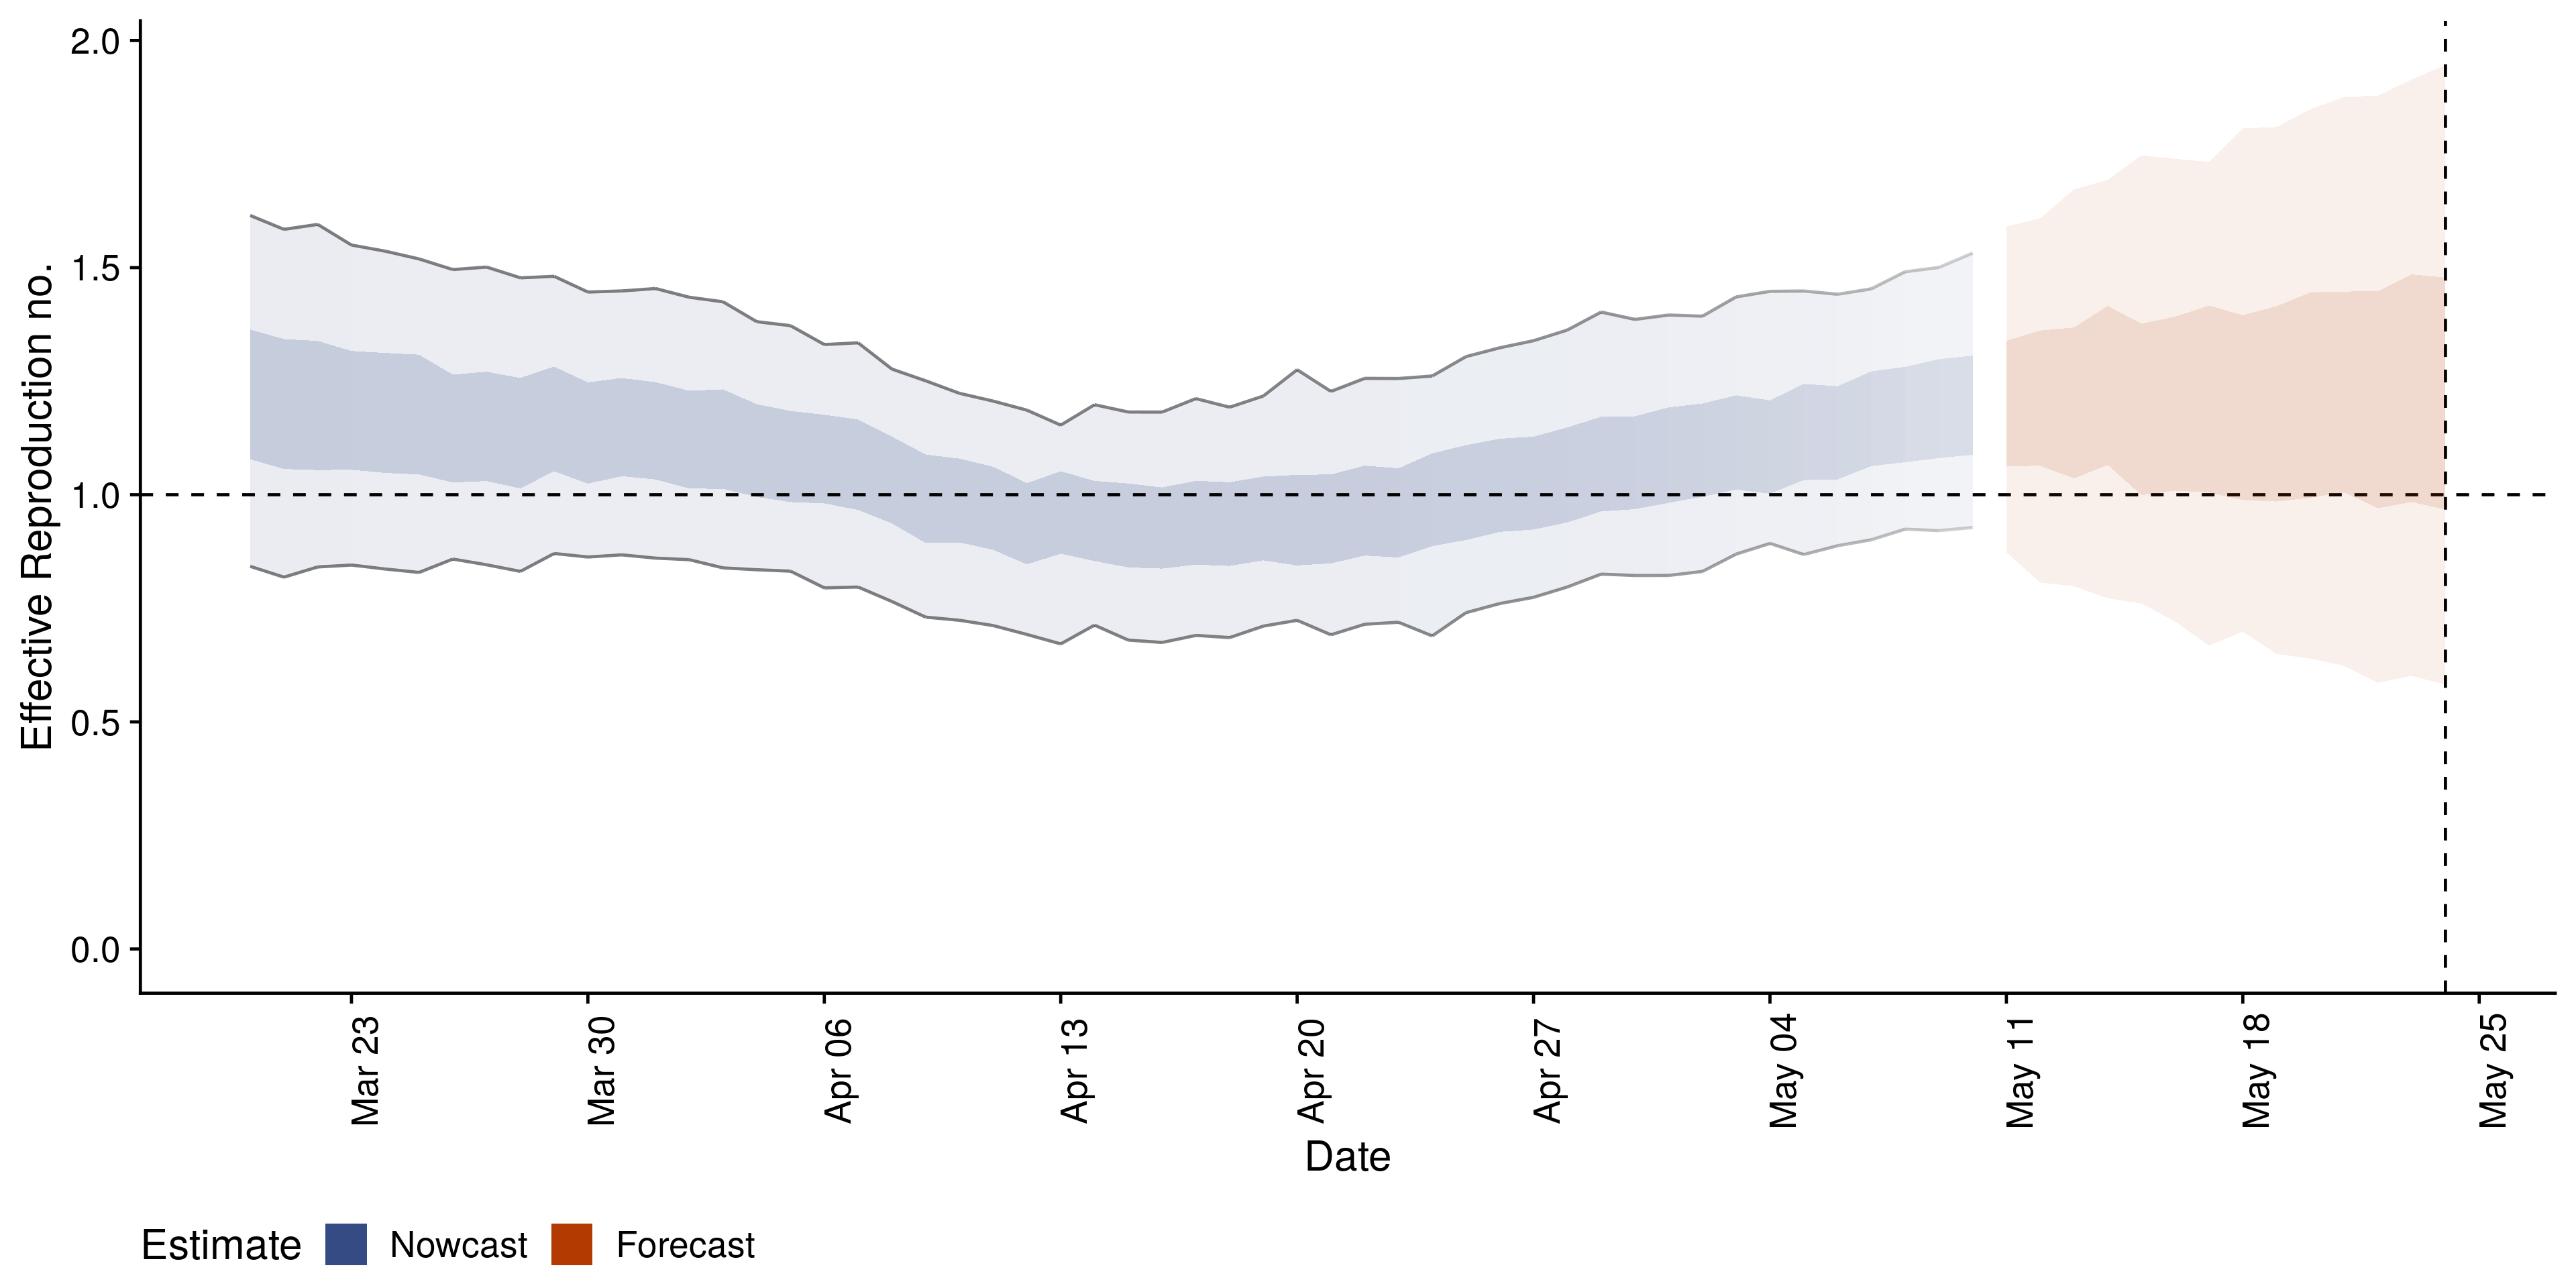 Effective Reproduction no.
2.0
1.5
1.0
0.5
0.0
Mar 23
Mar 30
Apr 06
Apr 13
Apr 20
Apr 27
May 04
May 11
May 18
May 25
Date
Estimate Nowcast Forecast